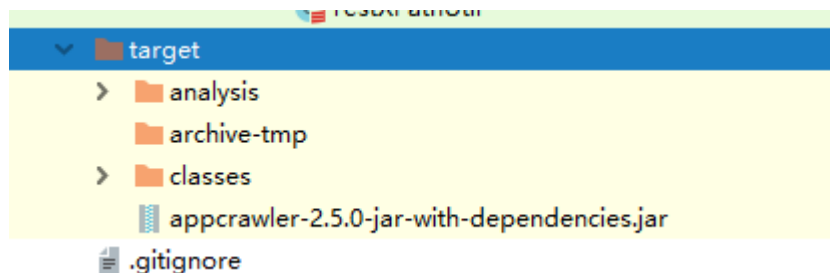 target
analysis
archive-tmp
classes
appcrawler-2.5.0-jar-with-dependencies.jar
.gitignore